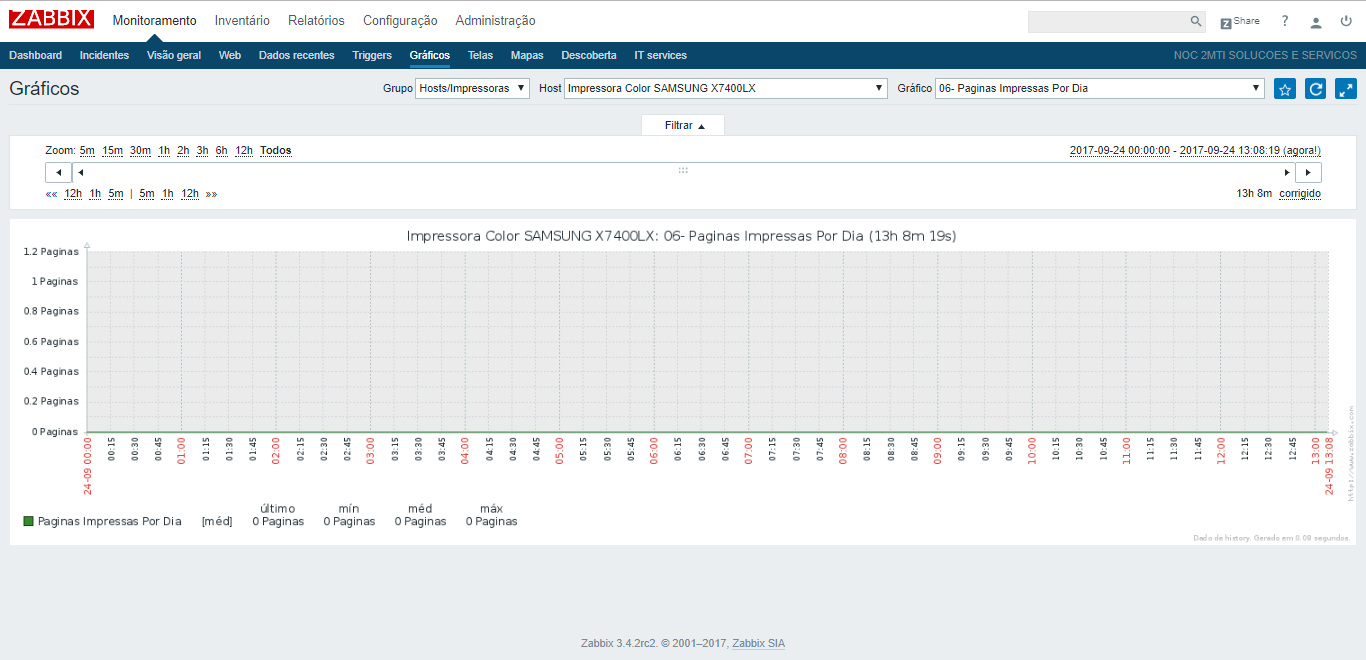 ZABBIX Monitoramento Inventário Relatórios Configuração Administração Z Share ?
Dashboard Incidentes Visão geral Web Dados recentes Triggers Gráficos Telas Mapas Descoberta IT services NOC 2MTI SOLUCOES E SERVICOS
Gráficos Grupo Hosts/Impressoras Host Impressora Color SAMSUNG X7400LX Gráfico 06- Paginas Impressas Por Dia
Filtrar
Zoom: 5m 15m 30m 1h 2h 3h 6h 12h Todos 2017-09-24 00:00:00 - 2017-09-24 13:08:19 (agora!)
«« 12h 1h 5m | 5m 1h 12h »» 13h 8m corrigido
Impressora Color SAMSUNG X7400LX: 06- Paginas Impressas Por Dia (13h 8m 19s)
1.2 Paginas
1 Paginas
0.8 Paginas
0.6 Paginas
0.4 Paginas
0.2 Paginas
0 Paginas
24-09 00:00 00:15 00:30 00:45 01:00 01:15 01:30 01:45 02:00 02:15 02:30 02:45 03:00 03:15 03:30 03:45 04:00 04:15 04:30 04:45 05:00 05:15 05:30 05:45 06:00 06:15 06:30 06:45 07:00 07:15 07:30 07:45 08:00 08:15 08:30 08:45 09:00 09:15 09:30 09:45 10:00 10:15 10:30 10:45 11:00 11:15 11:30 11:45 12:00 12:15 12:30 12:45 13:00 24-09 13:08
http://www.zabbix.com
último mín méd máx
Paginas Impressas Por Dia [méd] 0 Paginas 0 Paginas 0 Paginas 0 Paginas
Dado de history. Gerado em 0.08 segundos.
Zabbix 3.4.2rc2. © 2001–2017, Zabbix SIA